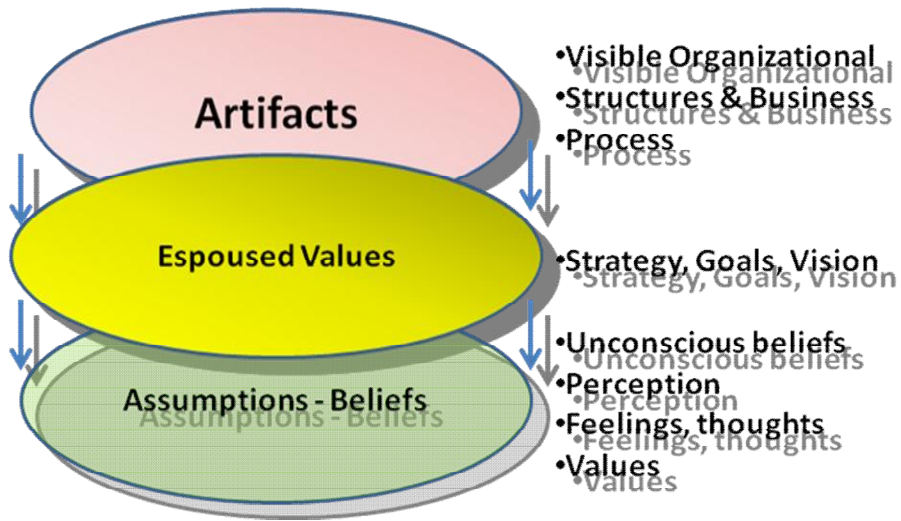 Artifacts
•Visible Organizational
•Structures & Business
•Process
Espoused Values
•Strategy, Goals, Vision
Assumptions - Beliefs
•Unconscious beliefs
•Perception
•Feelings, thoughts
•Values